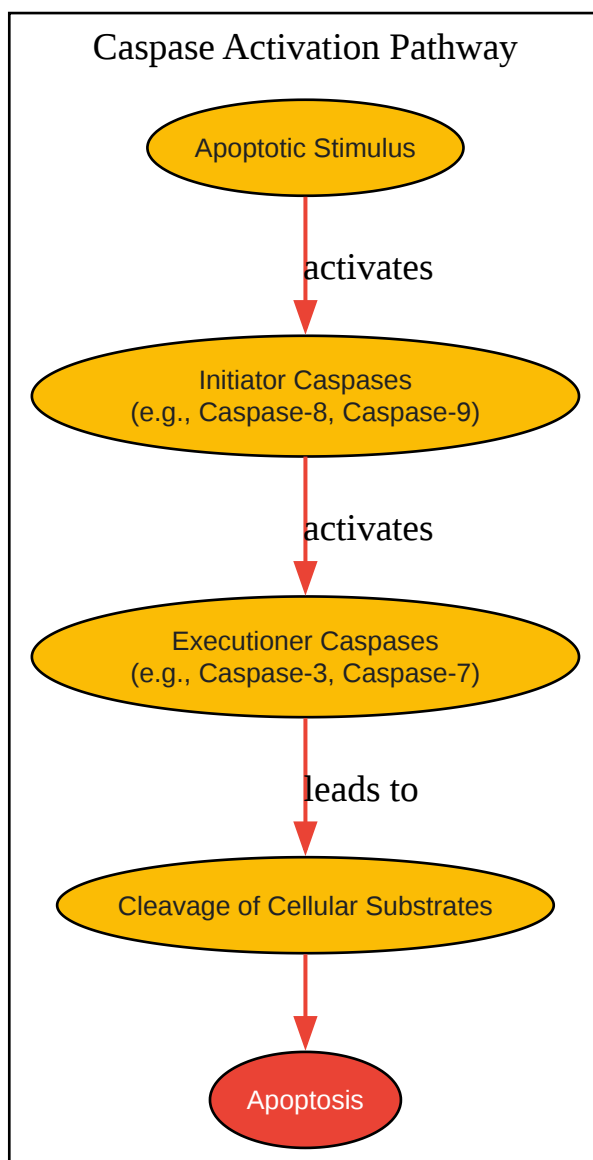 Caspase Activation Pathway
Apoptotic Stimulus
activates
Initiator Caspases
(e.g., Caspase-8, Caspase-9)
activates
Executioner Caspases
(e.g., Caspase-3, Caspase-7)
leads to
Cleavage of Cellular Substrates
Apoptosis